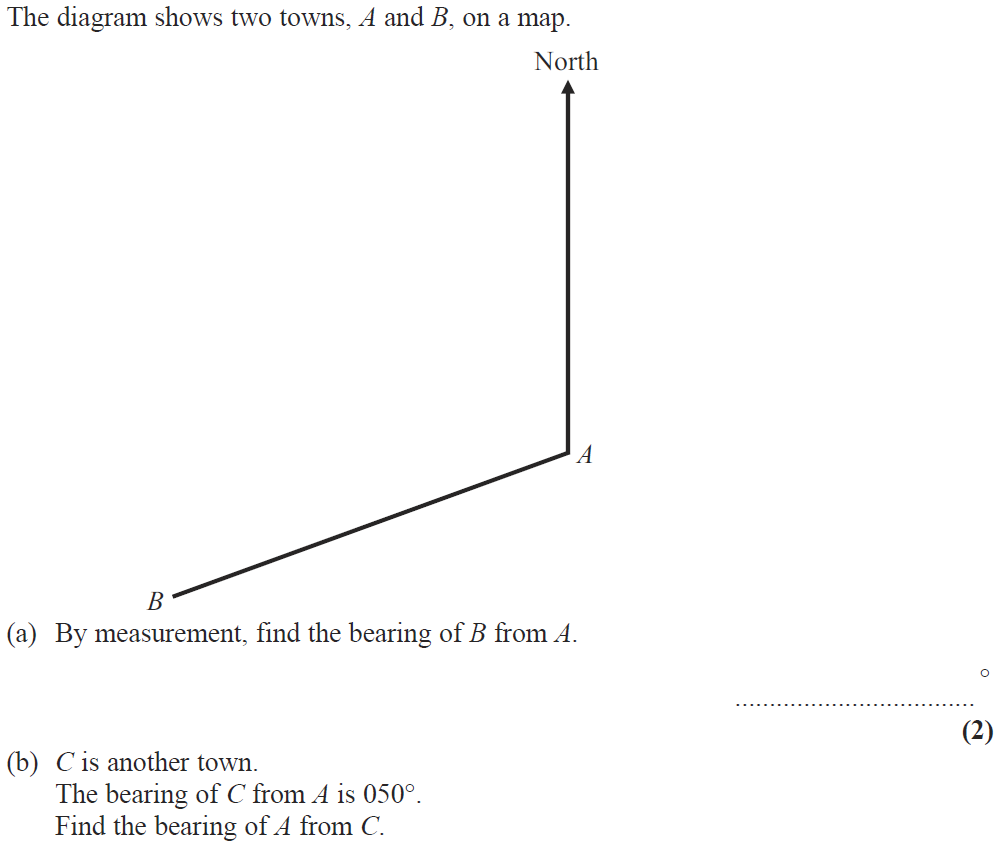 The diagram shows two towns, A and B, on a map.
North
A
B
(a) By measurement, find the bearing of B from A.
°
..................................
(2)
(b) C is another town.
The bearing of C from A is 050°.
Find the bearing of A from C.